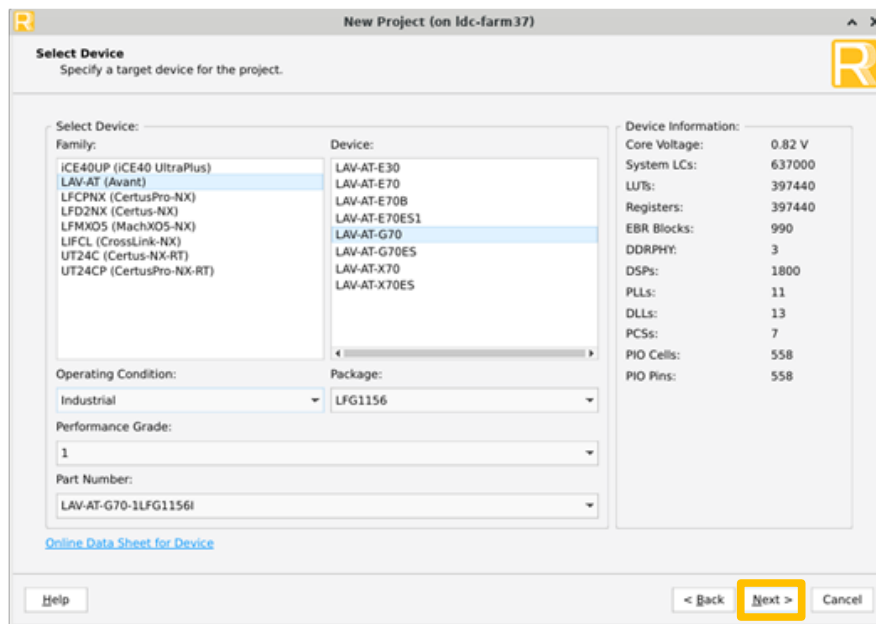 New Project (on ldc-farm37)
Select Device
Specify a target device for the project.
Select Device:
Family:
iCE40UP (iCE40 UltraPlus)
LAV-AT (Avant)
LFCPNX (CertusPro-NX)
LFD2NX (Certus-NX)
LFMXO5 (MachXO5-NX)
LIFCL (CrossLink-NX)
UT24C (Certus-NX-RT)
UT24CP (CertusPro-NX-RT)
Device:
LAV-AT-E30
LAV-AT-E70
LAV-AT-E70B
LAV-AT-E70ES1
LAV-AT-G70
LAV-AT-G70ES
LAV-AT-X70
LAV-AT-X70ES
Operating Condition:
Industrial
Package:
LFG1156
Performance Grade:
1
Part Number:
LAV-AT-G70-1LFG1156I
Online Data Sheet for Device
Device Information:
Core Voltage: 0.82 V
System LCs: 637000
LUTs: 397440
Registers: 397440
EBR Blocks: 990
DDRPHY: 3
DSPs: 1800
PLLs: 11
DLLs: 13
PCSs: 7
PIO Cells: 558
PIO Pins: 558
Help
< Back
Next >
Cancel